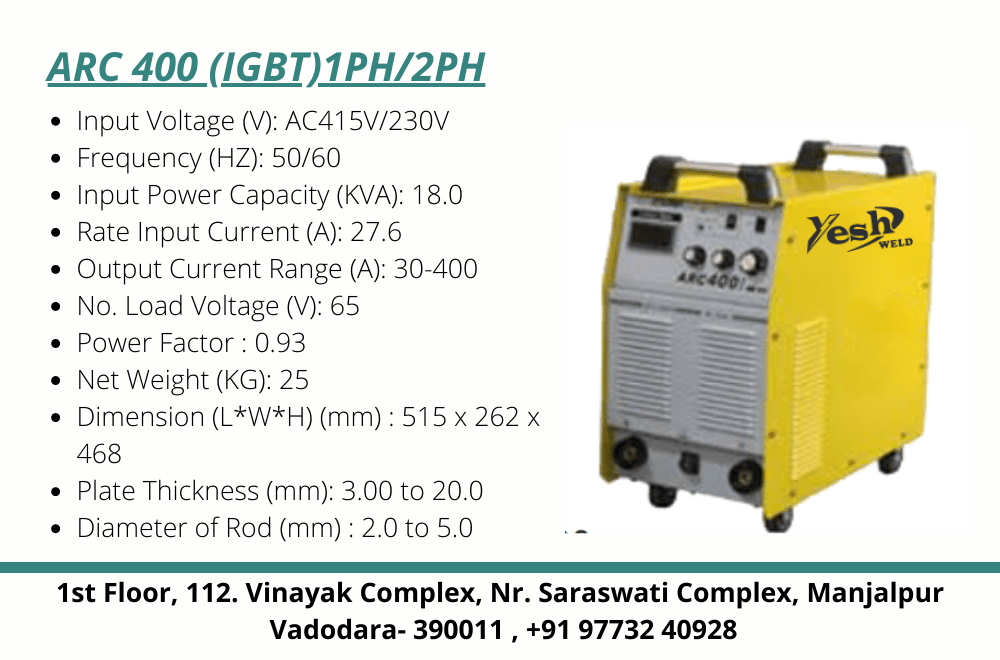 ARC 400 (IGBT)1PH/2PH
• Input Voltage (V): AC415V/230V
• Frequency (HZ): 50/60
• Input Power Capacity (KVA): 18.0
• Rate Input Current (A): 27.6
• Output Current Range (A): 30-400
• No. Load Voltage (V): 65
• Power Factor : 0.93
• Net Weight (KG): 25
• Dimension (L*W*H) (mm) : 515 x 262 x
468
• Plate Thickness (mm): 3.00 to 20.0
• Diameter of Rod (mm) : 2.0 to 5.0
Yesh
WELD
ARC400I
1st Floor, 112. Vinayak Complex, Nr. Saraswati Complex, Manjalpur
Vadodara- 390011 , +91 97732 40928